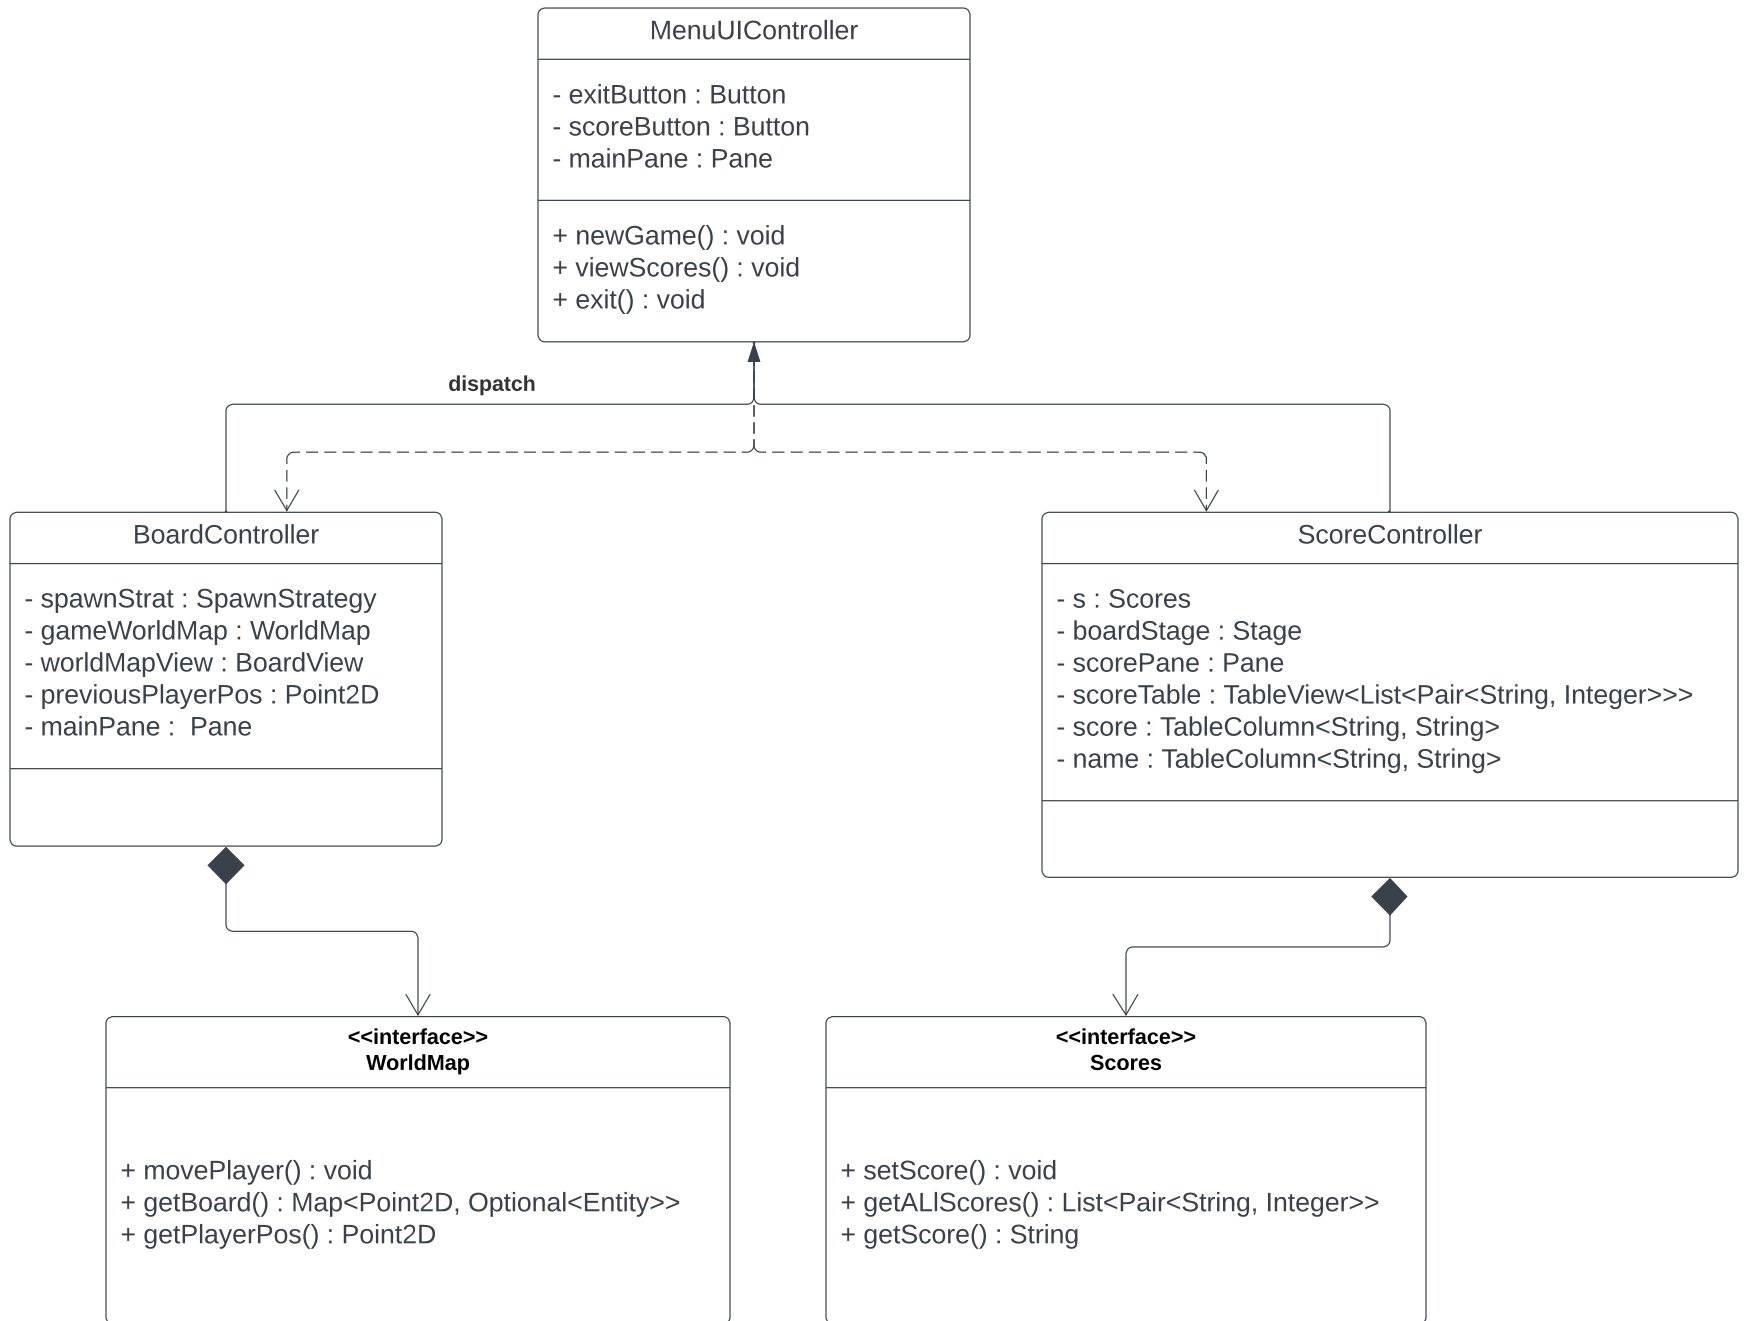 MenuUIController
- exitButton : Button
- scoreButton : Button
- mainPane : Pane
+ newGame() : void
+ viewScores() : void
+ exit() : void
dispatch
BoardController
- spawnStrat : SpawnStrategy
- gameWorldMap : WorldMap
- worldMapView : BoardView
- previousPlayerPos : Point2D
- mainPane :  Pane
ScoreController
- s : Scores
- boardStage : Stage
- scorePane : Pane
- scoreTable : TableView<List<Pair<String, Integer>>>
- score : TableColumn<String, String>
- name : TableColumn<String, String>
<<interface>>
WorldMap
+ movePlayer() : void
+ getBoard() : Map<Point2D, Optional<Entity>>
+ getPlayerPos() : Point2D
<<interface>>
Scores
+ setScore() : void
+ getALlScores() : List<Pair<String, Integer>>
+ getScore() : String